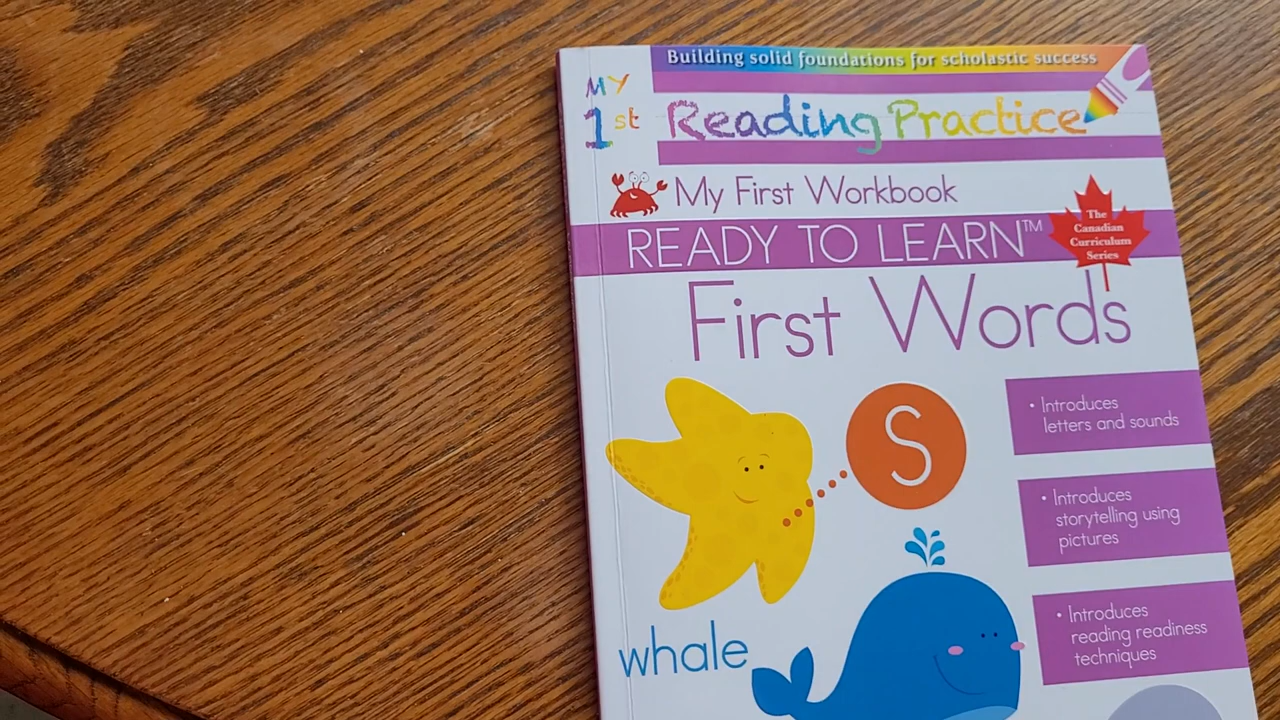 Building solid foundations for scholastic success
MY
1st
Reading Practice
My First Workbook
READY TO LEARN™
The
Canadian
Curriculum
Series
First Words
S
• Introduces
letters and sounds
• Introduces
storytelling using
pictures
• Introduces
reading readiness
techniques
whale